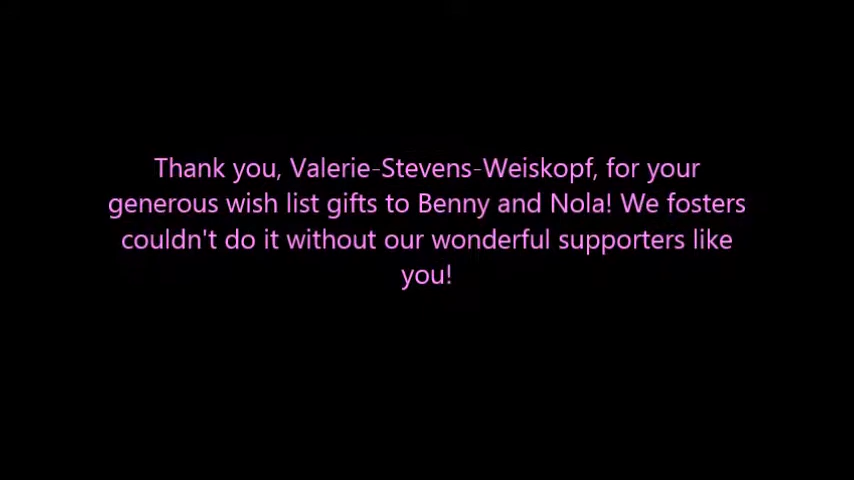 Thank you, Valerie-Stevens-Weiskopf, for your
generous wish list gifts to Benny and Nola! We fosters
couldn't do it without our wonderful supporters like
you!